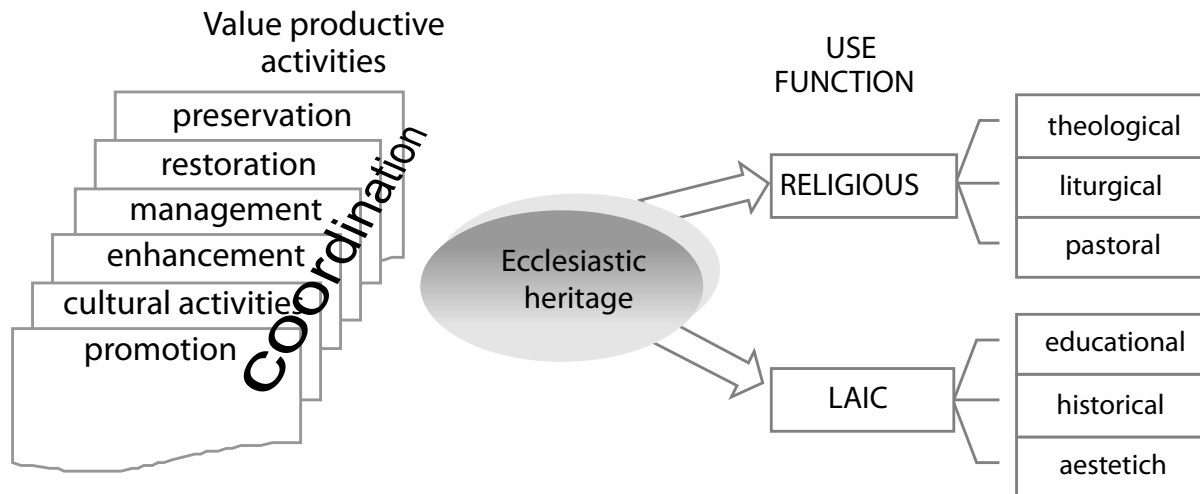 Value productive
activities
preservation
restoration
management
enhancement
cultural activities
promotion
Coordination
Ecclesiastic
heritage
USE
FUNCTION
RELIGIOUS
theological
liturgical
pastoral
LAIC
educational
historical
aestetich